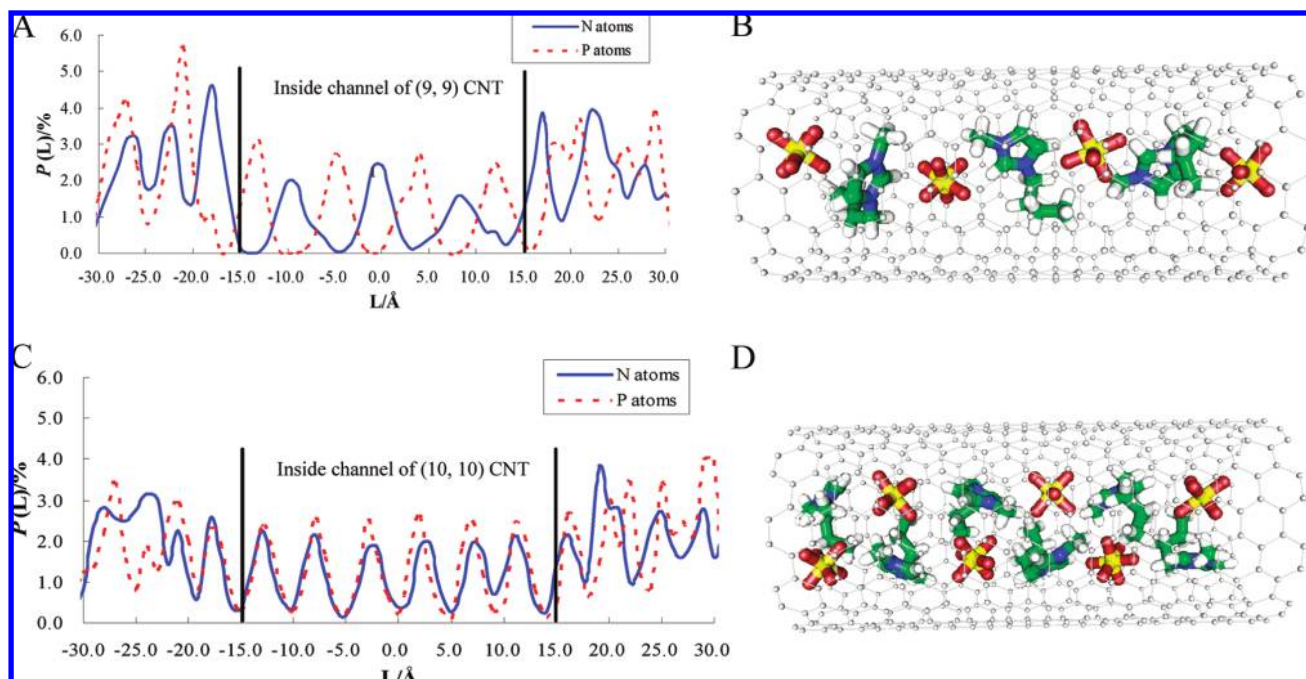 A
B
6.0
N atoms
P atoms
5.0
Inside channel of (9, 9) CNT
4.0
P(L)/%
3.0
2.0
1.0
0.0
-30.0 -25.0 -20.0 -15.0 -10.0 -5.0 0.0 5.0 10.0 15.0 20.0 25.0 30.0
L/Å
C
D
6.0
N atoms
P atoms
5.0
4.0
Inside channel of (10, 10) CNT
P(L)/%
3.0
2.0
1.0
0.0
-30.0 -25.0 -20.0 -15.0 -10.0 -5.0 0.0 5.0 10.0 15.0 20.0 25.0 30.0
L/Å